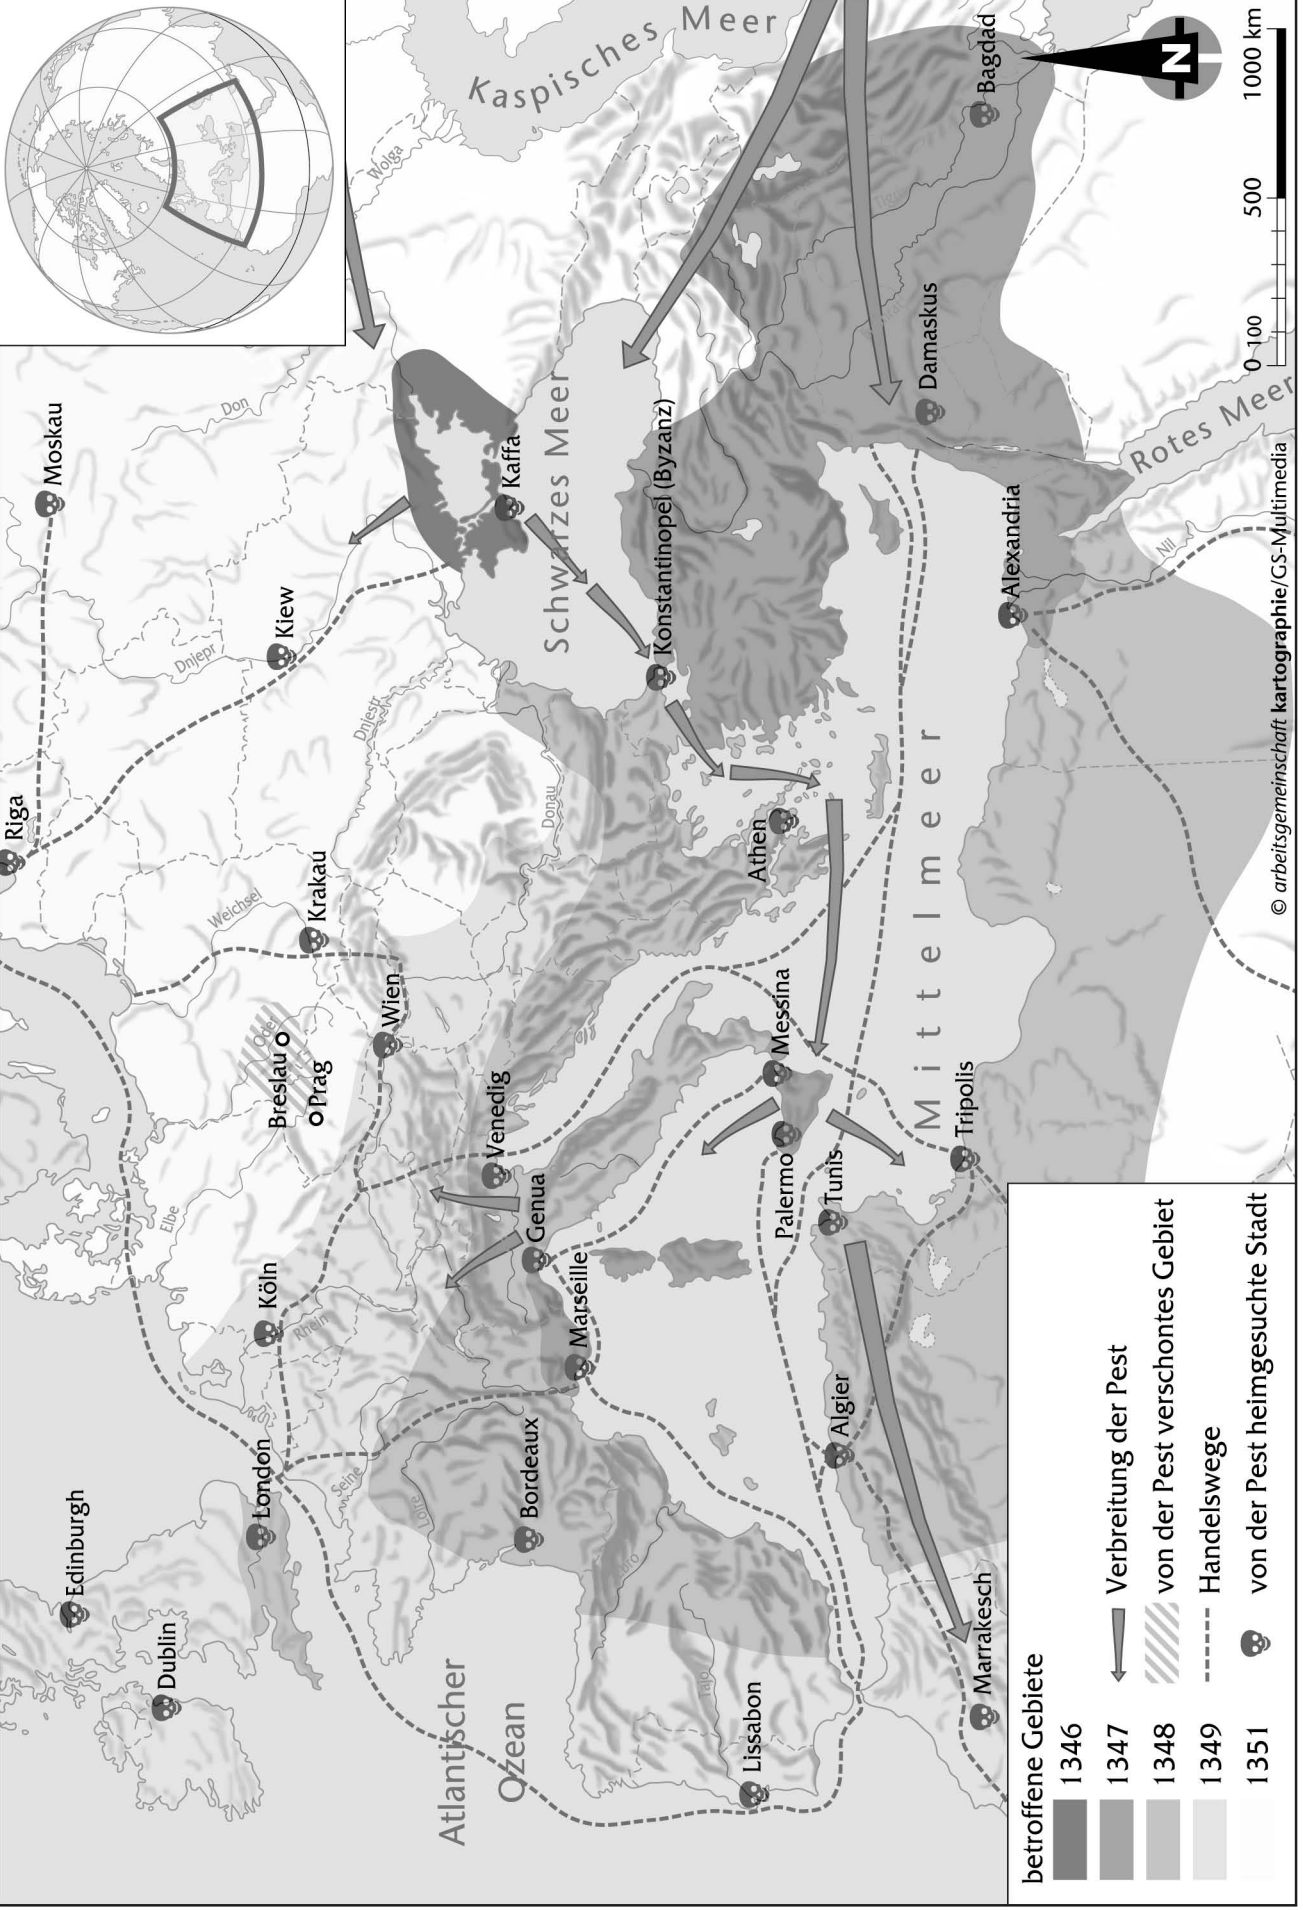 Edinburgh
Dublin
London
Köln
Elbe
Rhein
Seine
Loire
Breslau
Oder
Prag
Weichsel
Krakau
Wien
Riga
Moskau
Kiew
Dnjepr
Dnjestr
Don
Wolga
Kaspisches Meer
Kaffa
Schwarzes Meer
Konstantinopel (Byzanz)
Donau
Athen
Venedig
Genua
Marseille
Bordeaux
Atlantischer
Ozean
Ebro
Tajo
Lissabon
Messina
Palermo
Tunis
Algier
Marrakesch
Tripolis
Mittelmeer
Alexandria
Nil
Damaskus
Bagdad
Rotes Meer
N
0 100 500 1000 km
© arbeitsgemeinschaft kartographie/GS-Multimedia
betroffene Gebiete
1346
1347
1348
1349
1351
Verbreitung der Pest
von der Pest verschontes Gebiet
Handelswege
von der Pest heimgesuchte Stadt